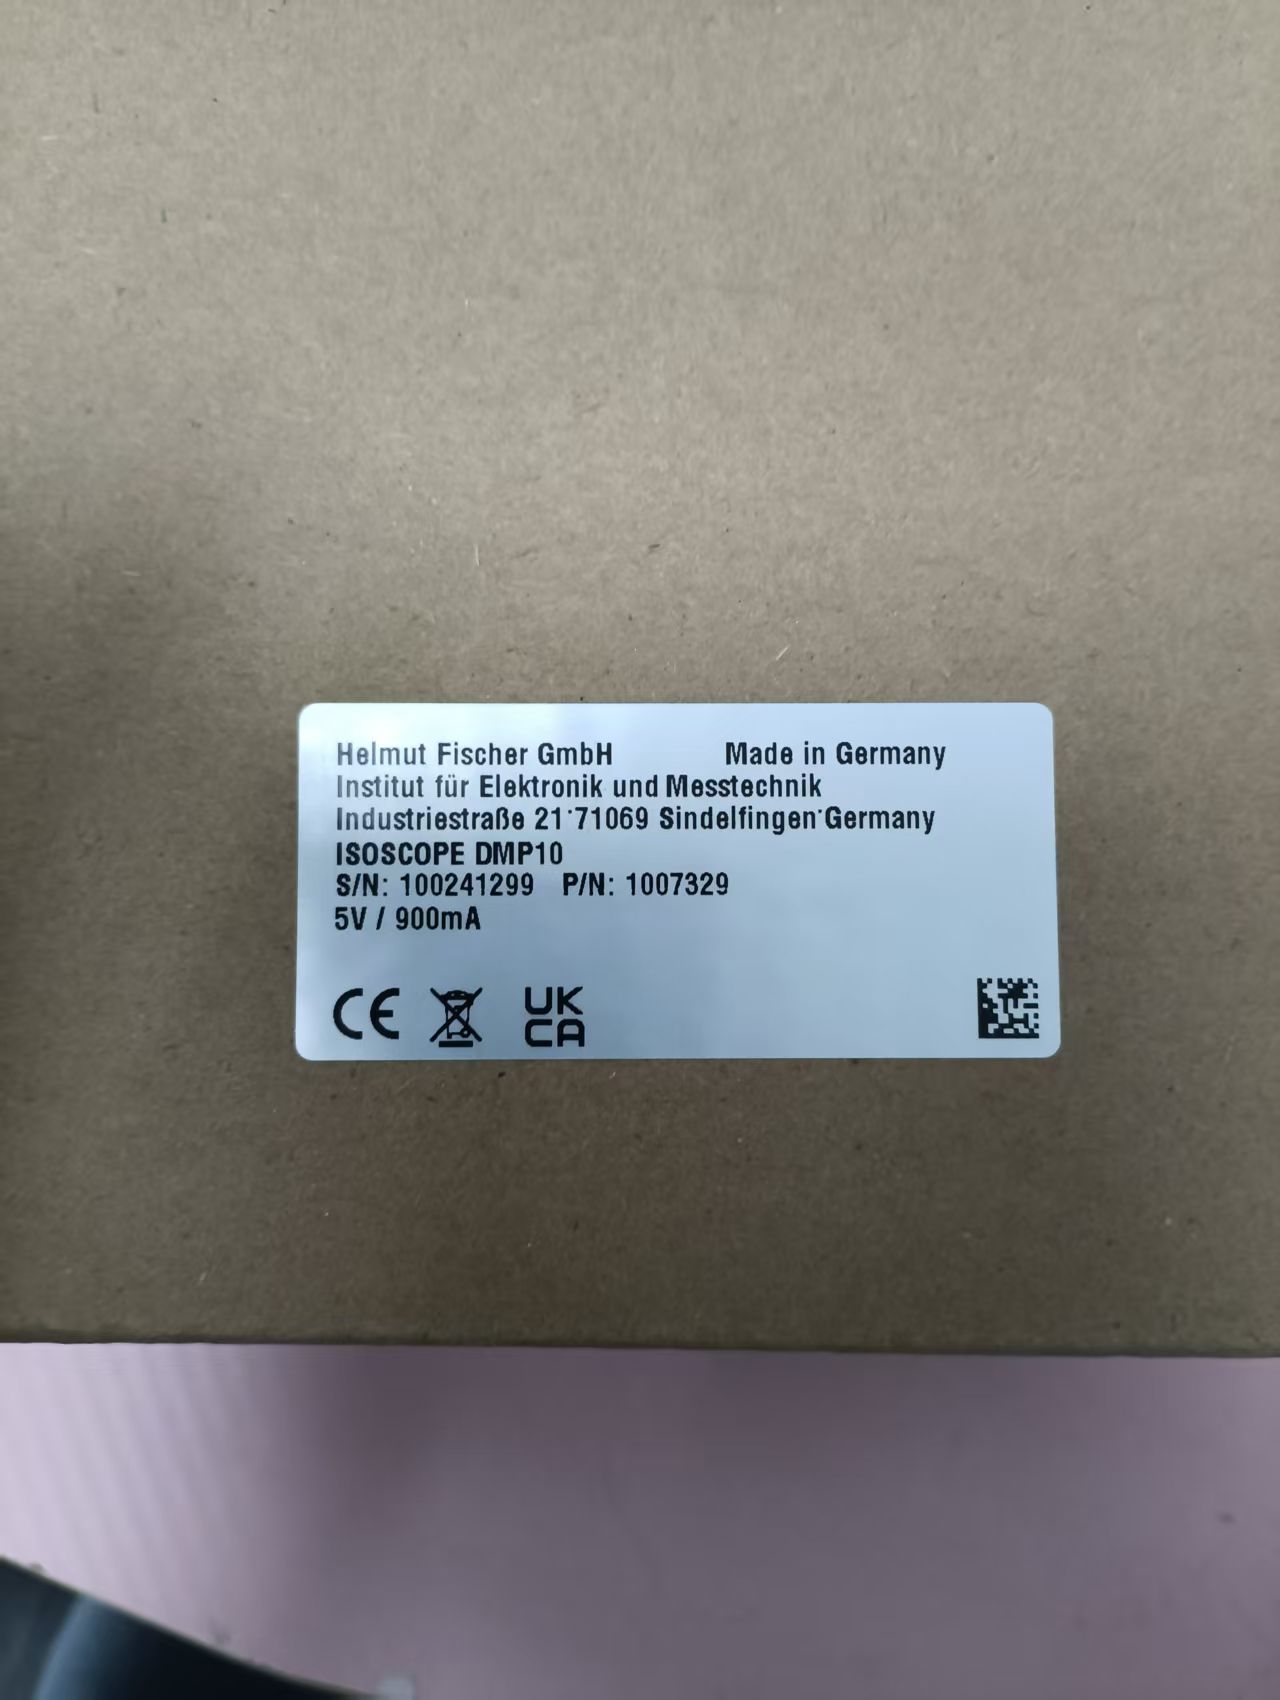 Helmut Fischer GmbH Made in Germany
Institut für Elektronik und Messtechnik
Industriestraße 21·71069 Sindelfingen·Germany
ISOSCOPE DMP10
S/N: 100241299 P/N: 1007329
5V / 900mA
CE UK
CA